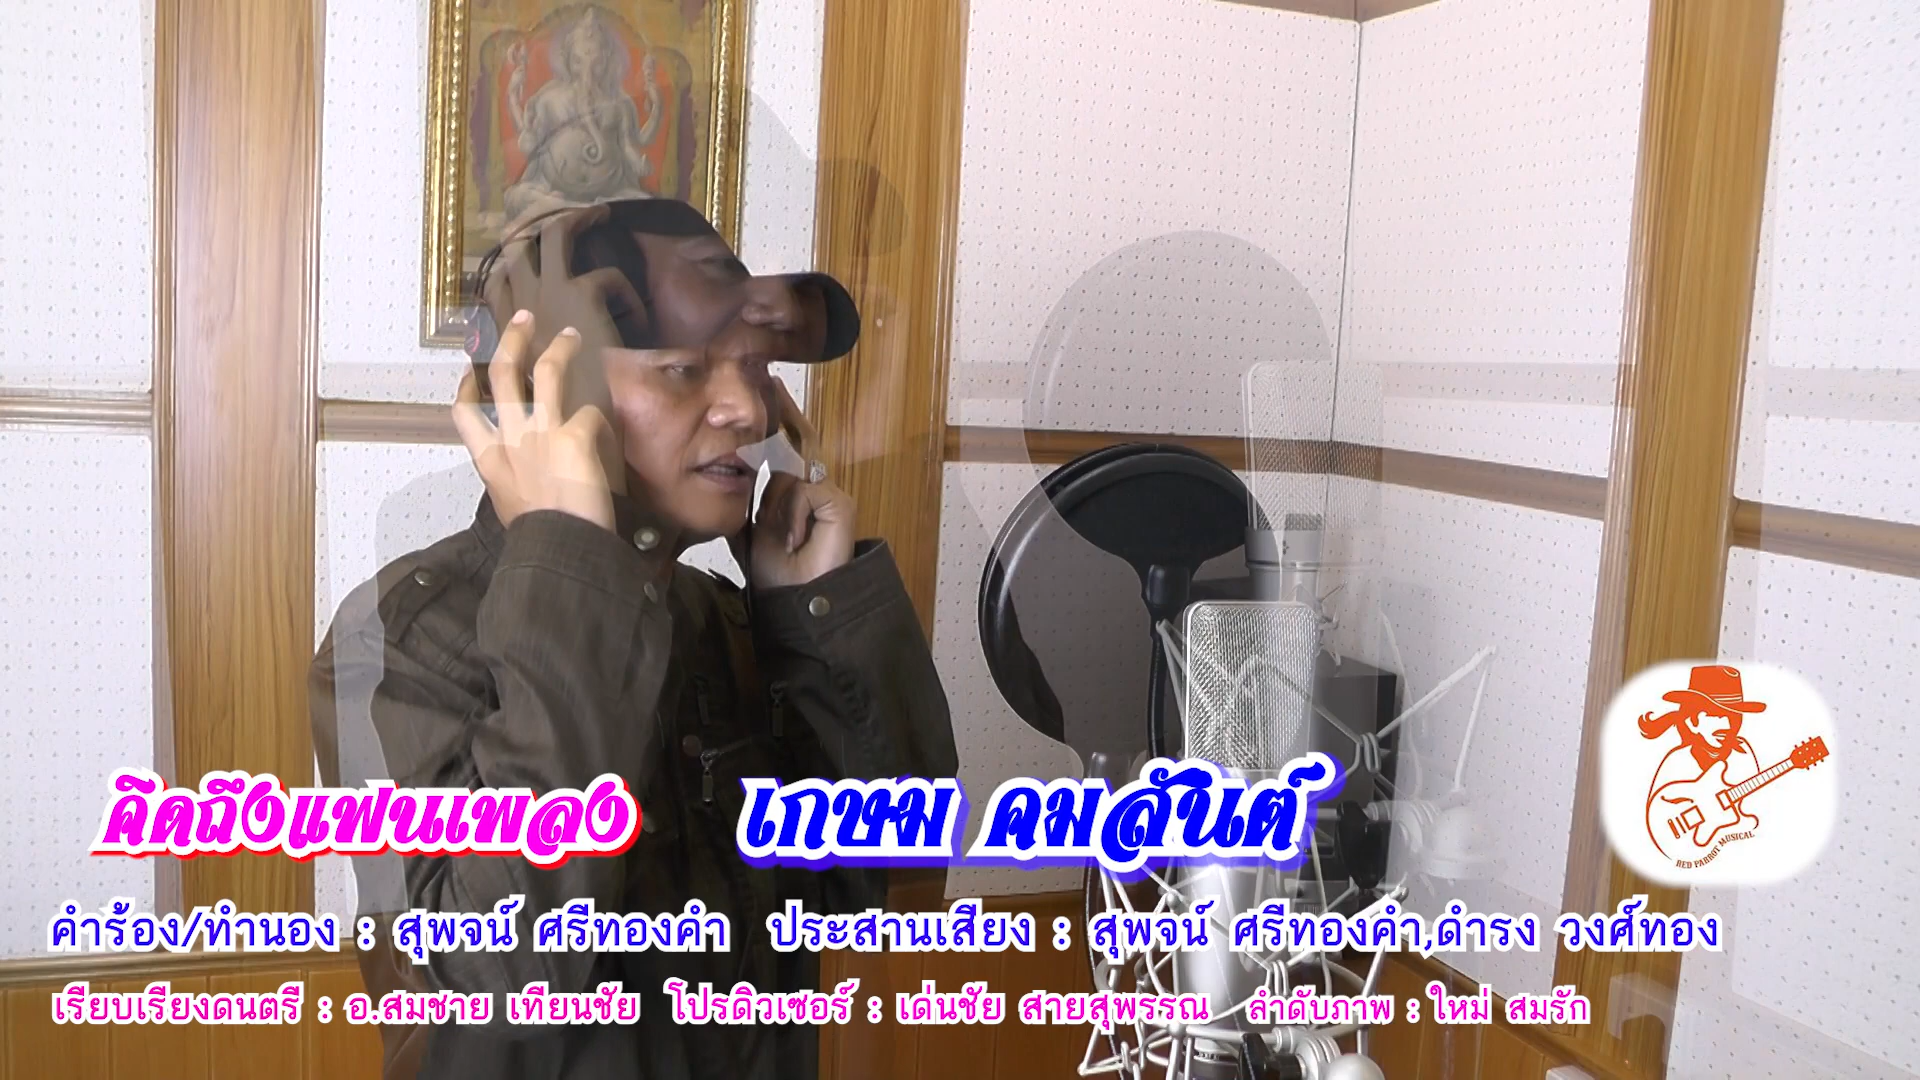 คิดถึงแฟนเพลง เกษม คมสันต์
RED PARROT MUSICAL
คำร้อง/ทำนอง : สุพจน์ ศรีทองคำ ประสานเสียง : สุพจน์ ศรีทองคำ,ดำรง วงศ์ทอง
เรียบเรียงดนตรี : อ.สมชาย เทียนชัย โปรดิวเซอร์ : เด่นชัย สายสุพรรณ ลำดับภาพ : ใหม่ สมรัก